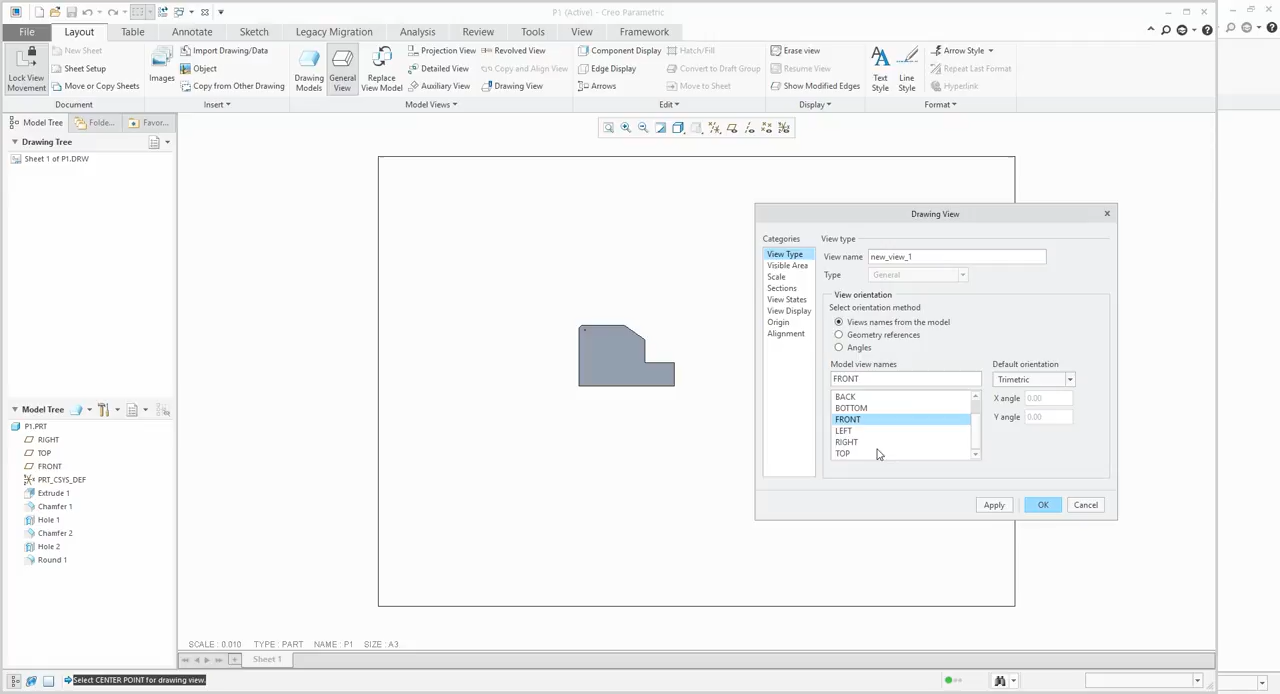 P1 (Active) - Creo Parametric
File Layout Table Annotate Sketch Legacy Migration Analysis Review Tools View Framework
Lock View Movement
New Sheet
Sheet Setup
Move or Copy Sheets
Document
Images
Import Drawing/Data
Object
Copy from Other Drawing
Insert
Drawing Models
General View
Replace View Model
Projection View
Detailed View
Auxiliary View
Revolved View
Copy and Align View
Drawing View
Model Views
Component Display
Edge Display
Arrows
Hatch/Fill
Convert to Draft Group
Move to Sheet
Edit
Erase view
Resume View
Show Modified Edges
Display
Text Style
Line Style
Arrow Style
Repeat Last Format
Hyperlink
Format
Model Tree Folde... Favor...
Drawing Tree
Sheet 1 of P1.DRW
Model Tree
P1.PRT
RIGHT
TOP
FRONT
PRT_CSYS_DEF
Extrude 1
Chamfer 1
Hole 1
Chamfer 2
Hole 2
Round 1
Drawing View
Categories
View Type
Visible Area
Scale
Sections
View States
View Display
Origin
Alignment
View type
View name new_view_1
Type General
View orientation
Select orientation method
Views names from the model
Geometry references
Angles
Model view names
FRONT
BACK
BOTTOM
FRONT
LEFT
RIGHT
TOP
Default orientation
Trimetric
X angle 0.00
Y angle 0.00
Apply OK Cancel
SCALE : 0.010 TYPE : PART NAME : P1 SIZE : A3
Sheet 1
Select CENTER POINT for drawing view.